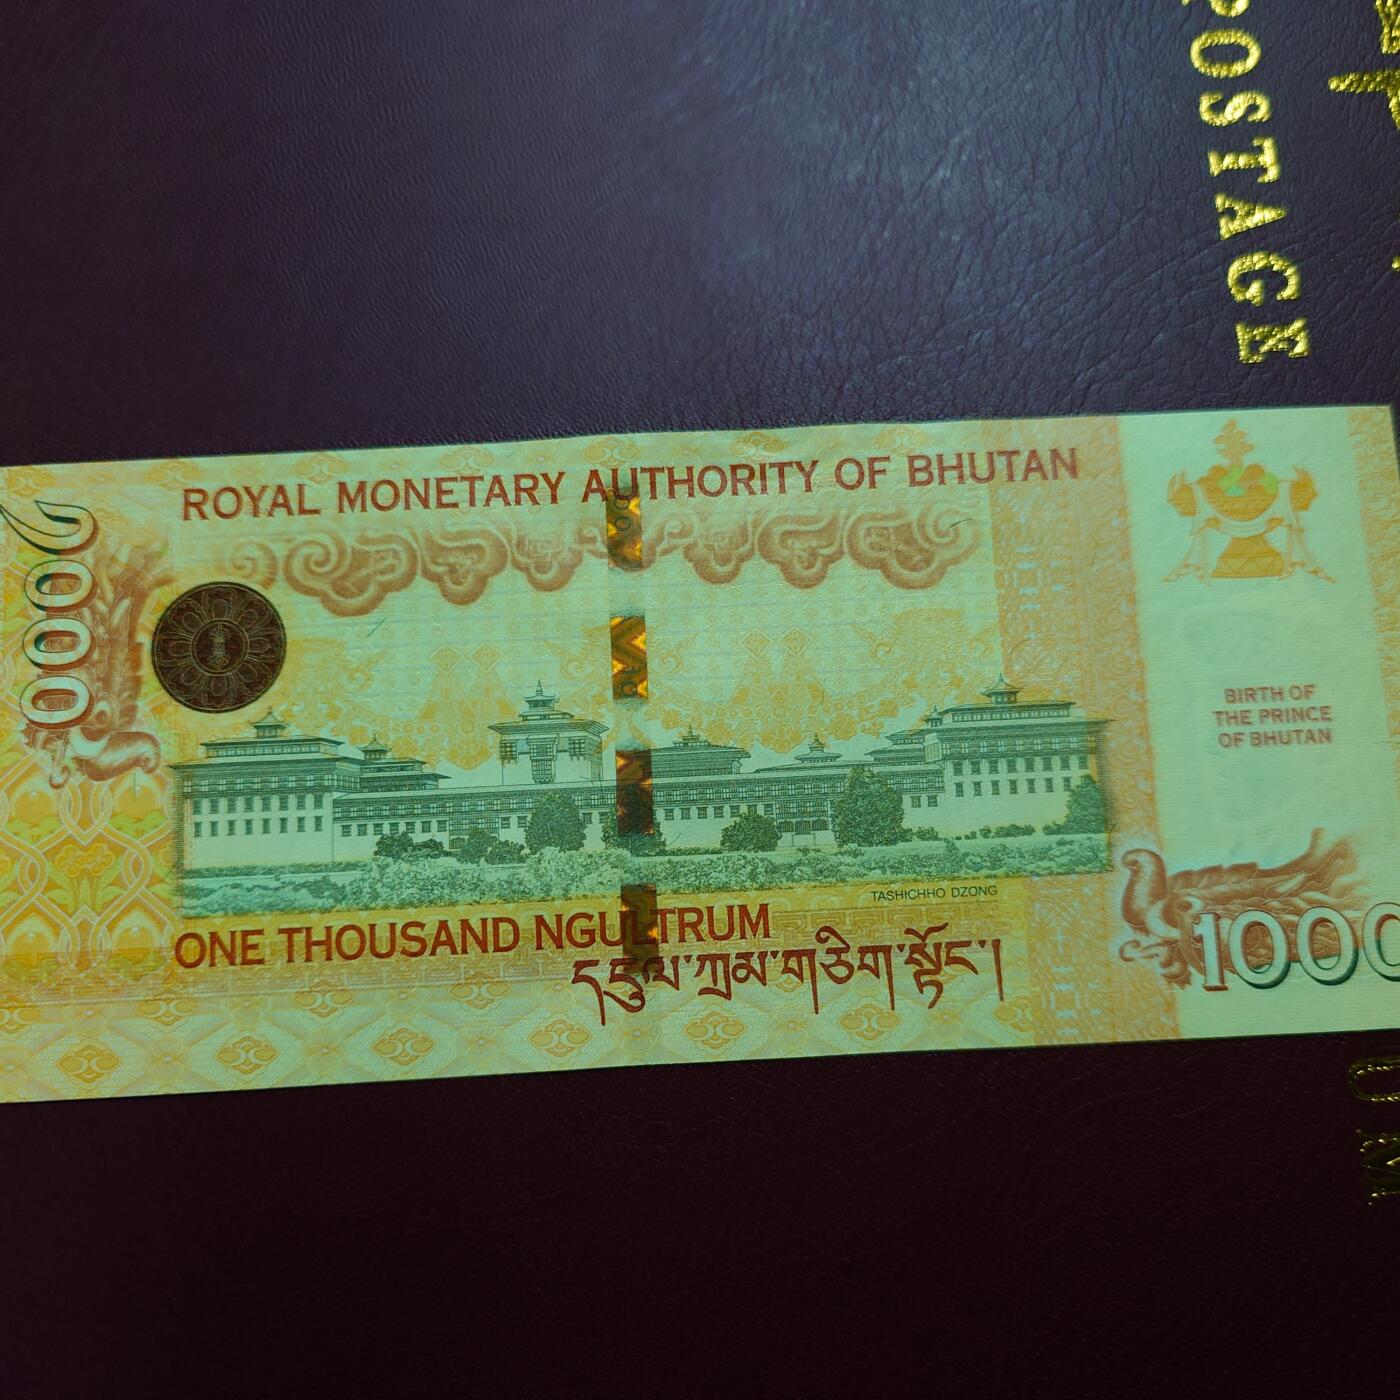 POSTAGE
ROYAL MONETARY AUTHORITY OF BHUTAN
1000
BIRTH OF
THE PRINCE
OF BHUTAN
TASHICHHO DZONG
ONE THOUSAND NGULTRUM
དངུལ་ཀྲམ་གཅིག་སྟོང་།
1000